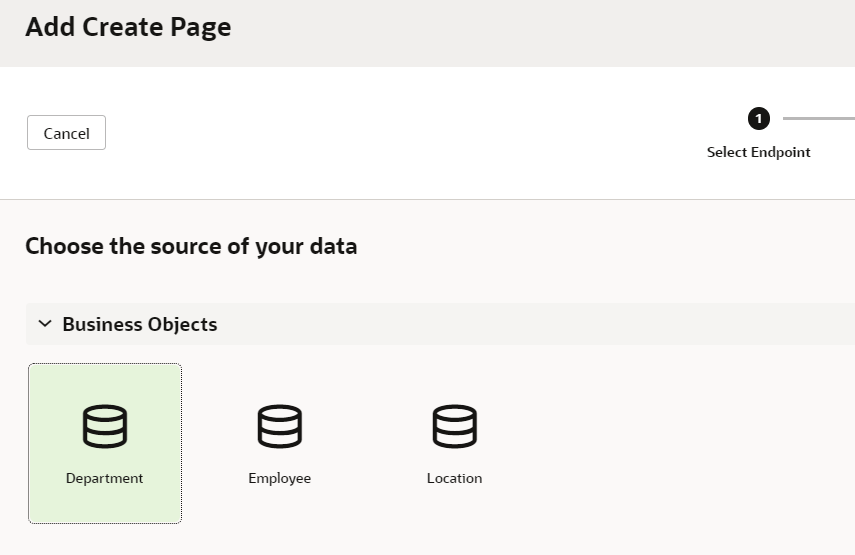 Add Create Page
Cancel
1
Select Endpoint
Choose the source of your data
Business Objects
Department
Employee
Location